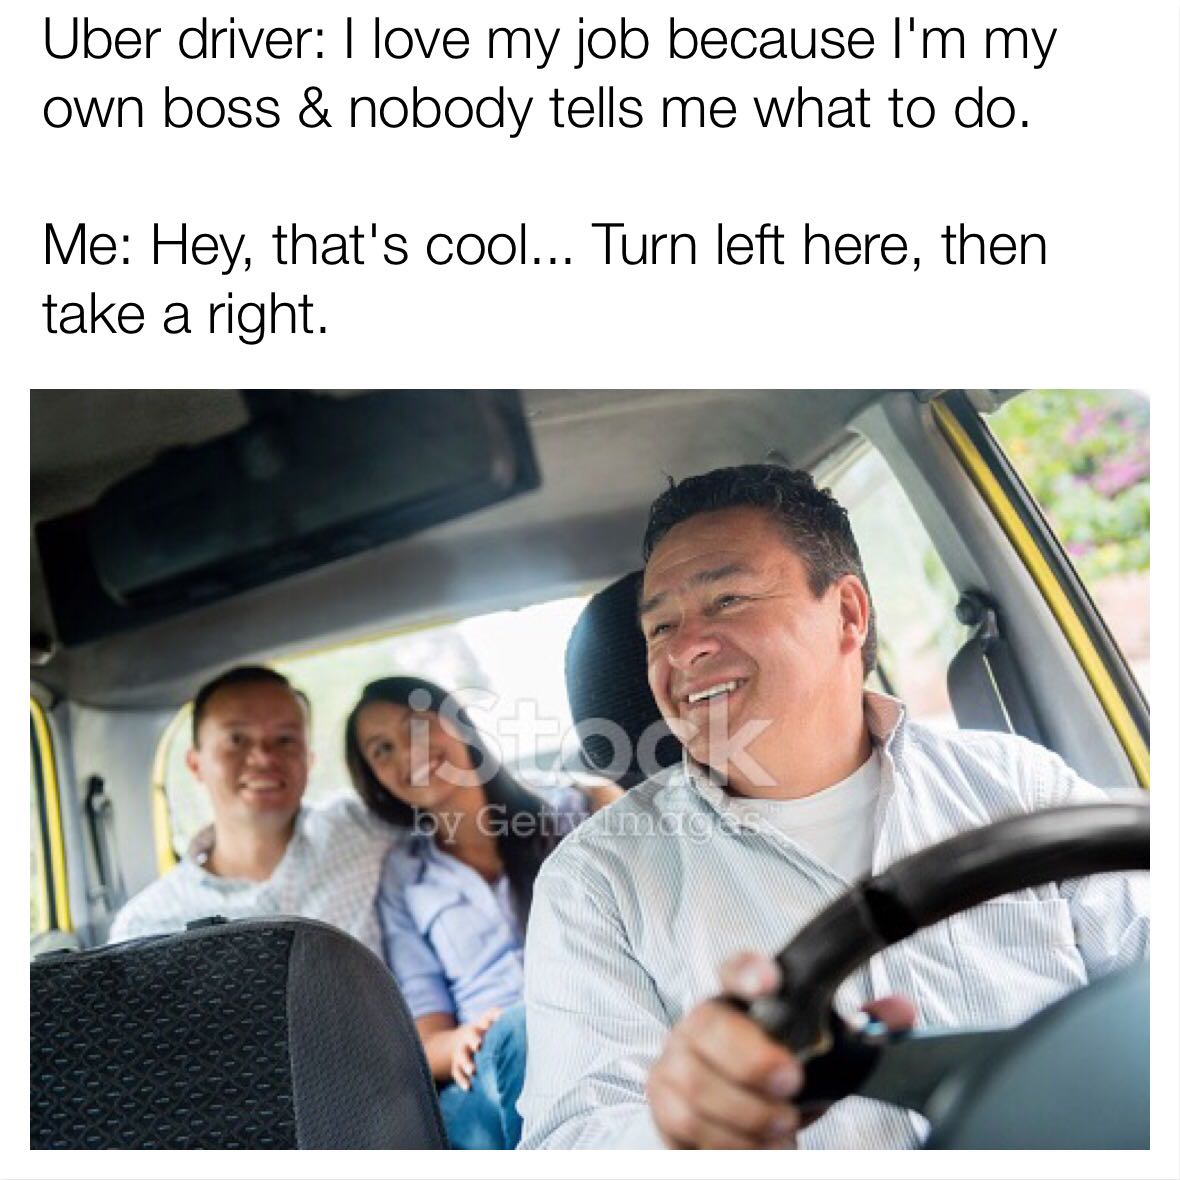 Uber driver: I love my job because I'm my
own boss & nobody tells me what to do.
Me: Hey, that's cool... Turn left here, then
take a right.
iStock
by Getty Images